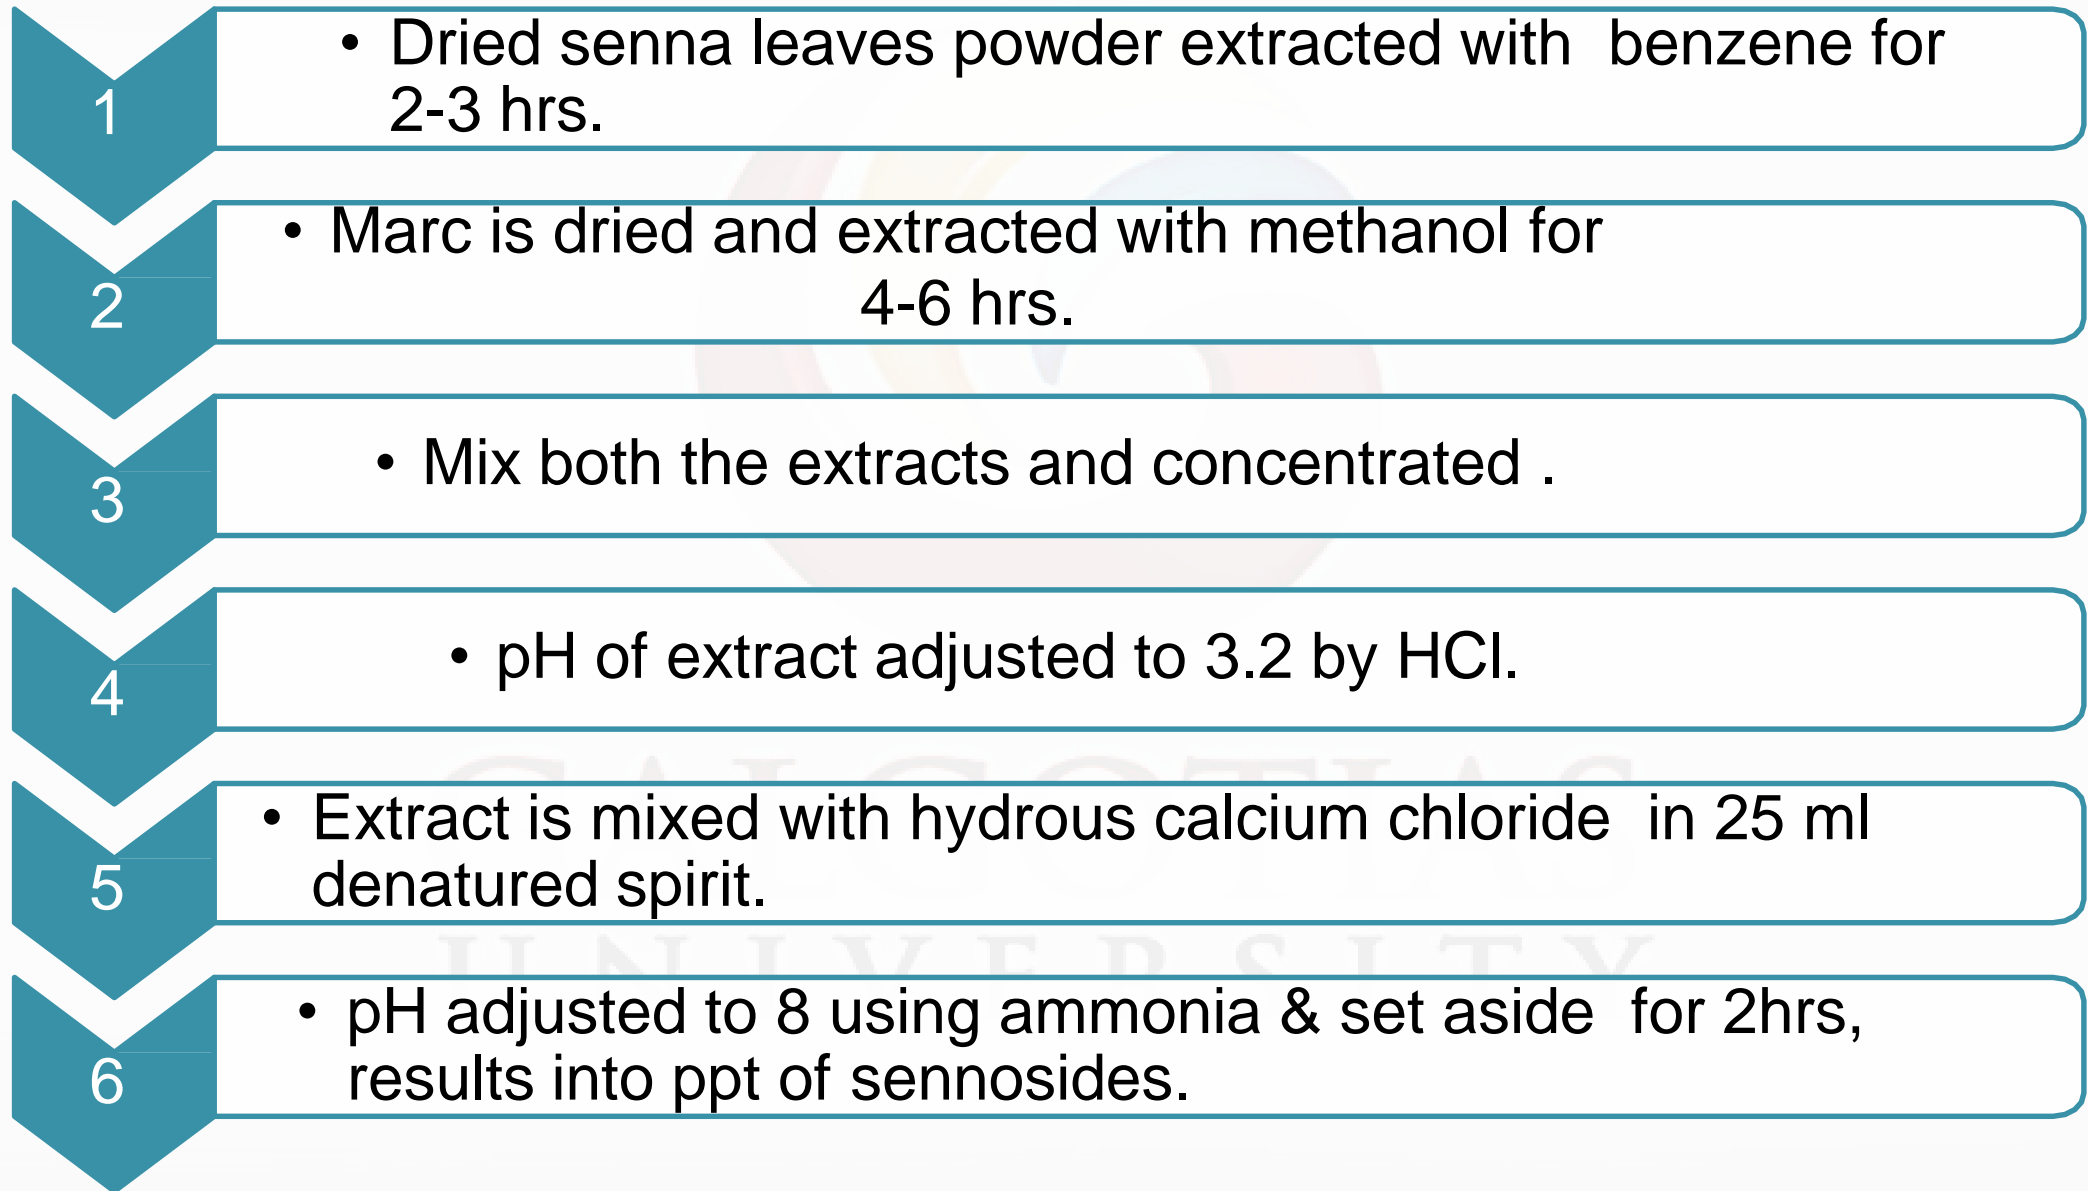 1
• Dried senna leaves powder extracted with benzene for
2-3 hrs.
2
• Marc is dried and extracted with methanol for
4-6 hrs.
3
• Mix both the extracts and concentrated .
4
• pH of extract adjusted to 3.2 by HCl.
5
• Extract is mixed with hydrous calcium chloride in 25 ml
denatured spirit.
6
• pH adjusted to 8 using ammonia & set aside for 2hrs,
results into ppt of sennosides.
GALGOTIAS
UNIVERSITY